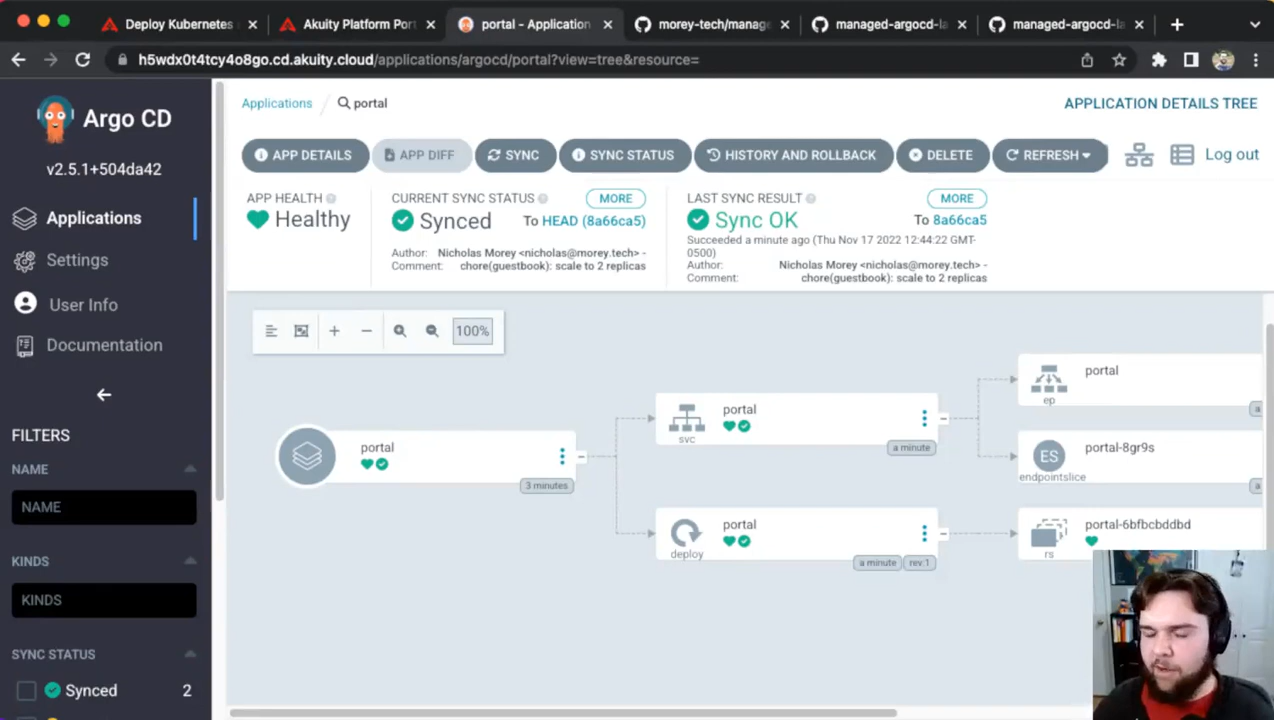 Deploy Kubernetes
Akuity Platform Port
portal - Application
morey-tech/manage
managed-argocd-la
managed-argocd-la
h5wdx0t4tcy4o8go.cd.akuity.cloud/applications/argocd/portal?view=tree&resource=
Argo CD
v2.5.1+504da42
Applications
Settings
User Info
Documentation
FILTERS
NAME
NAME
KINDS
KINDS
SYNC STATUS
Synced 2
Applications / portal
APPLICATION DETAILS TREE
APP DETAILS
APP DIFF
SYNC
SYNC STATUS
HISTORY AND ROLLBACK
DELETE
REFRESH
Log out
APP HEALTH
Healthy
CURRENT SYNC STATUS MORE
Synced To HEAD (8a66ca5)
Author: Nicholas Morey <nicholas@morey.tech> -
Comment: chore(guestbook): scale to 2 replicas
LAST SYNC RESULT MORE
Sync OK To 8a66ca5
Succeeded a minute ago (Thu Nov 17 2022 12:44:22 GMT-
0500)
Author: Nicholas Morey <nicholas@morey.tech> -
Comment: chore(guestbook): scale to 2 replicas
100%
portal
3 minutes
portal
svc
a minute
portal
deploy
a minute rev:1
portal
ep
a
ES portal-8gr9s
endpointslice
a
portal-6bfbcbddbd
rs